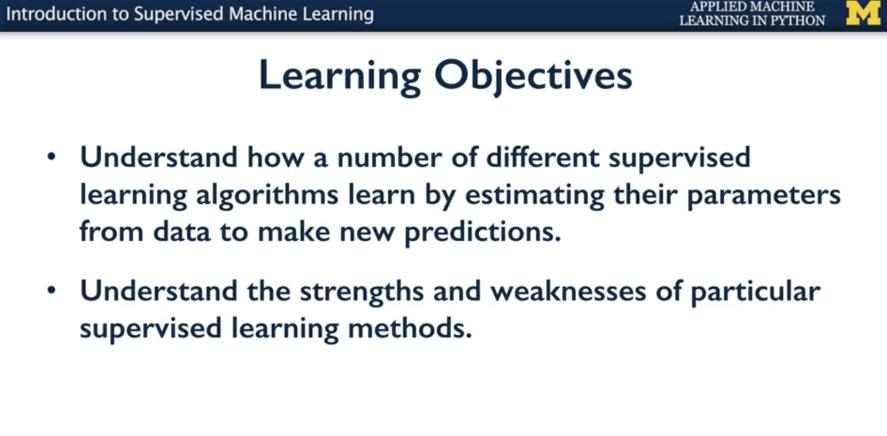 Introduction to Supervised Machine Learning
APPLIED MACHINE
LEARNING IN PYTHON
M
Learning Objectives
• Understand how a number of different supervised
learning algorithms learn by estimating their parameters
from data to make new predictions.
• Understand the strengths and weaknesses of particular
supervised learning methods.